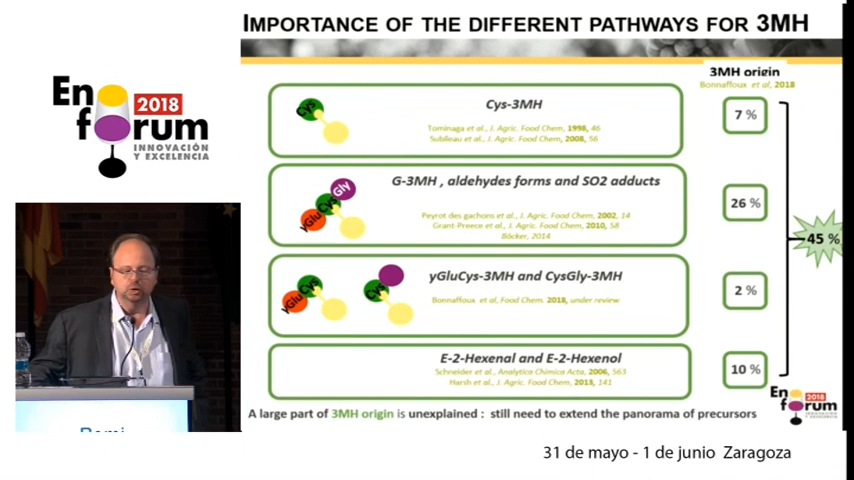 IMPORTANCE OF THE DIFFERENT PATHWAYS FOR 3MH
En
2018
forum
INNOVACIÓN
Y EXCELENCIA
3MH origin
Bonnaffoux et al, 2018
Cys
Cys-3MH
Tominaga et al., J. Agric. Food Chem, 1998, 46
Subileau et al., J. Agric. Food Chem, 2008, 56
7 %
Gly
Cys
γGlu
G-3MH , aldehydes forms and SO2 adducts
Peyrot des gachons et al., J. Agric. Food Chem, 2002, 14
Grant-Preece et al., J. Agric. Food Chem, 2010, 58
Böcker, 2014
26 %
45 %
γGlu
Cys
Cys
γGluCys-3MH and CysGly-3MH
Bonnaffoux et al, Food Chem. 2018, under review
2 %
E-2-Hexenal and E-2-Hexenol
Schneider et al., Analytica Chimica Acta, 2006, 563
Harsh et al., J. Agric. Food Chem, 2013, 141
10 %
A large part of 3MH origin is unexplained : still need to extend the panorama of precursors
En
2018
forum
INNOVACIÓN
Y EXCELENCIA
31 de mayo - 1 de junio Zaragoza